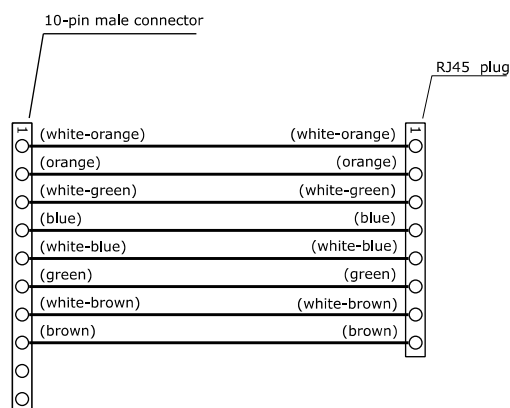 10-pin male connector
RJ45 plug
1 1
(white-orange) (white-orange)
(orange) (orange)
(white-green) (white-green)
(blue) (blue)
(white-blue) (white-blue)
(green) (green)
(white-brown) (white-brown)
(brown) (brown)